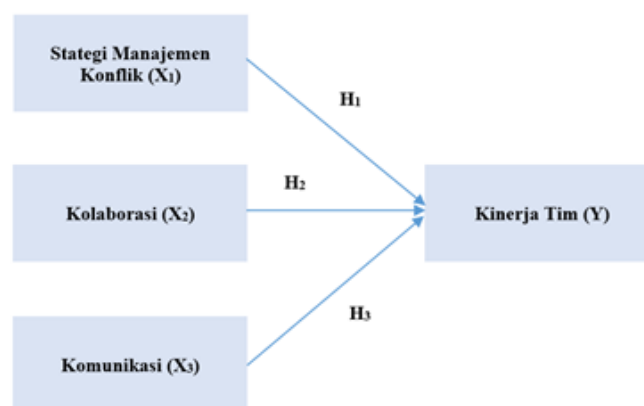 Stategi Manajemen
Konflik (X₁)
H₁
Kolaborasi (X₂)
H₂
Kinerja Tim (Y)
H₃
Komunikasi (X₃)